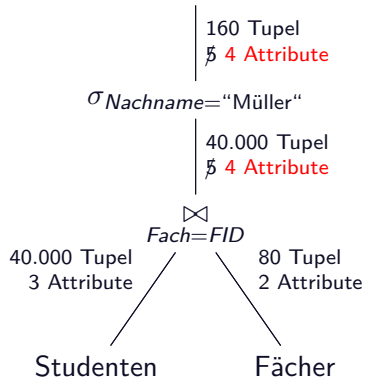 160 Tupel
5 4 Attribute
σNachname=“Müller“
40.000 Tupel
5 4 Attribute
⋈
Fach=FID
40.000 Tupel
3 Attribute
80 Tupel
2 Attribute
Studenten
Fächer